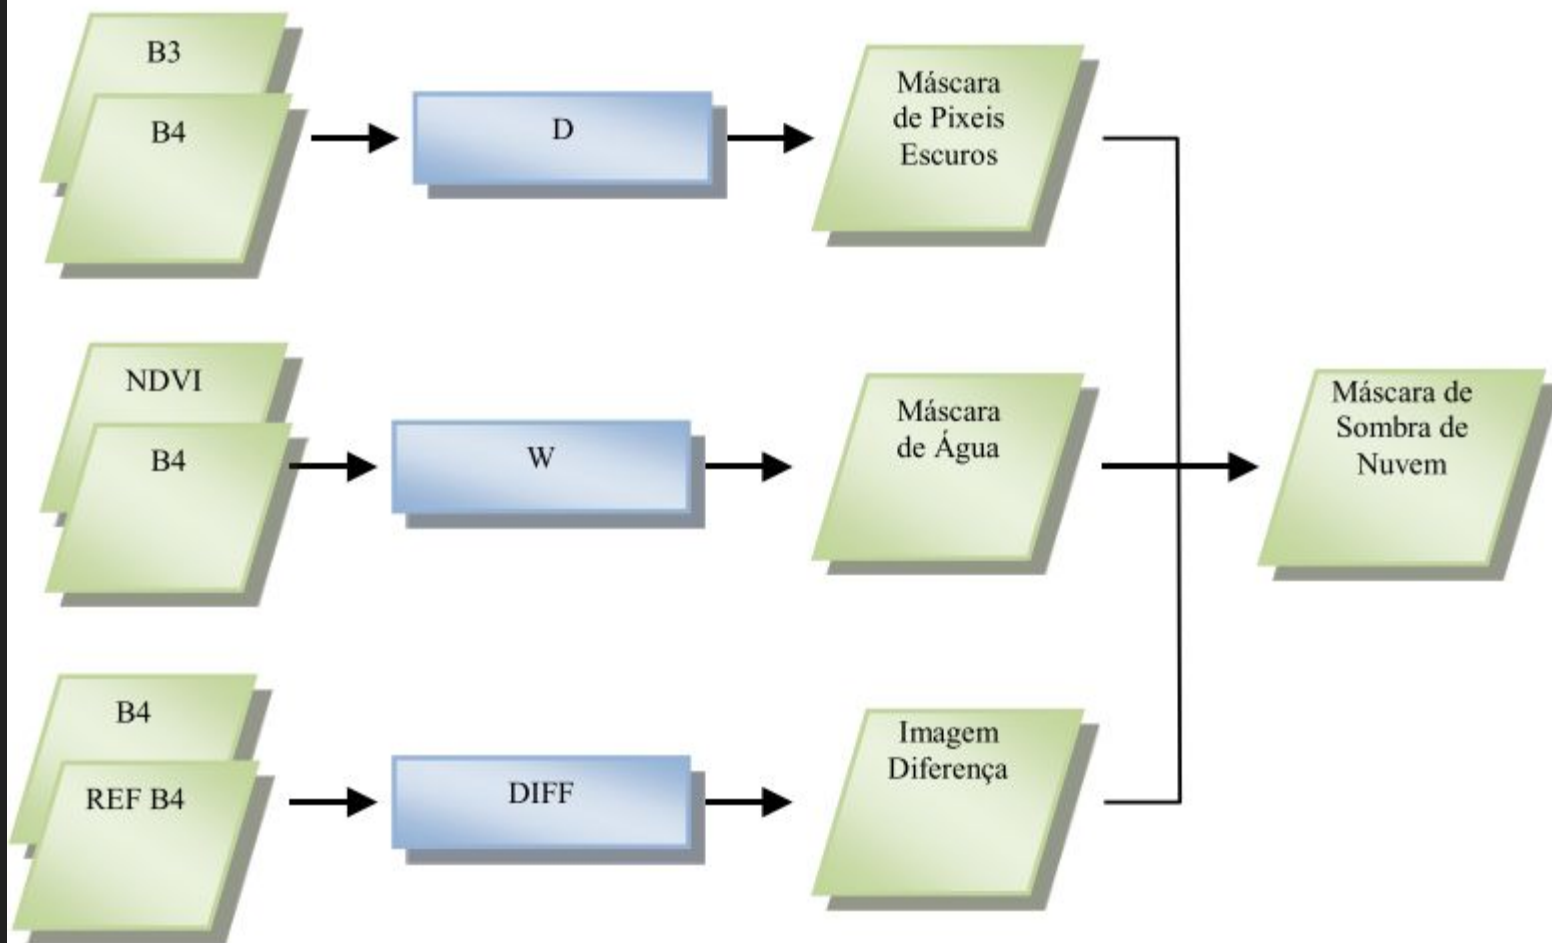 B3
B4
D
Máscara
de Pixeis
Escuros
NDVI
B4
W
Máscara
de Água
Máscara de
Sombra de
Nuvem
B4
REF B4
DIFF
Imagem
Diferença